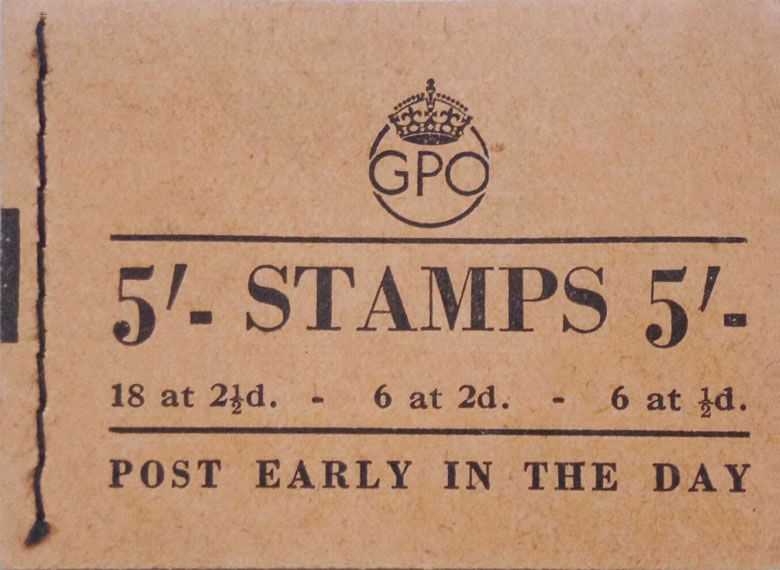 GPO
5/- STAMPS 5/-
18 at 2½d. - 6 at 2d. - 6 at ½d.
POST EARLY IN THE DAY